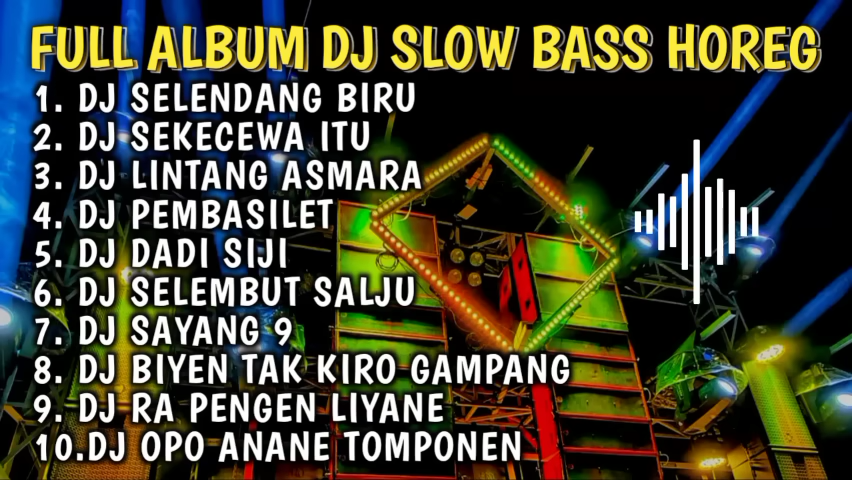 FULL ALBUM DJ SLOW BASS HOREG
1. DJ SELENDANG BIRU
2. DJ SEKECEWA ITU
3. DJ LINTANG ASMARA
4. DJ PEMBASILET
5. DJ DADI SIJI
6. DJ SELEMBUT SALJU
7. DJ SAYANG 9
8. DJ BIYEN TAK KIRO GAMPANG
9. DJ RA PENGEN LIYANE
10.DJ OPO ANANE TOMPONEN